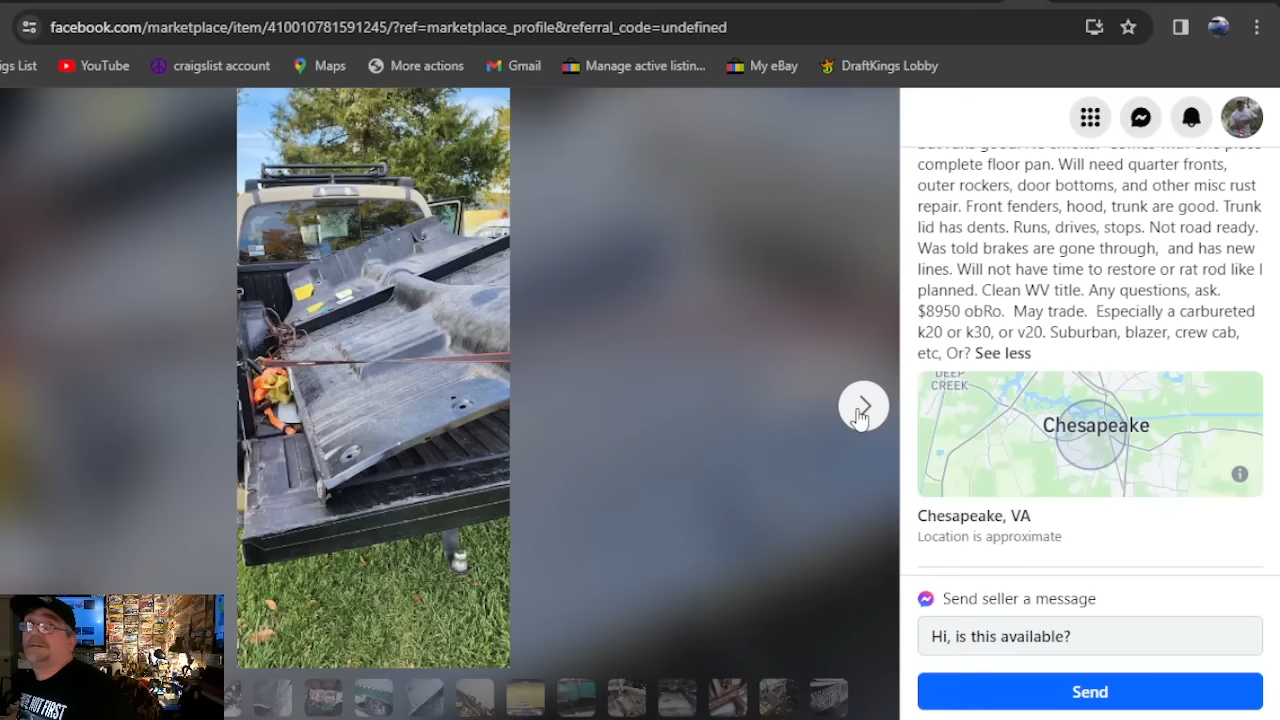 facebook.com/marketplace/item/410010781591245/?ref=marketplace_profile&referral_code=undefined
igs List YouTube craigslist account Maps More actions Gmail Manage active listin... My eBay DraftKings Lobby
complete floor pan. Will need quarter fronts,
outer rockers, door bottoms, and other misc rust
repair. Front fenders, hood, trunk are good. Trunk
lid has dents. Runs, drives, stops. Not road ready.
Was told brakes are gone through, and has new
lines. Will not have time to restore or rat rod like I
planned. Clean WV title. Any questions, ask.
$8950 obRo. May trade. Especially a carbureted
k20 or k30, or v20. Suburban, blazer, crew cab,
etc, Or? See less
DEEP
CREEK
Chesapeake
Chesapeake, VA
Location is approximate
Send seller a message
Hi, is this available?
Send
NOT FIRST